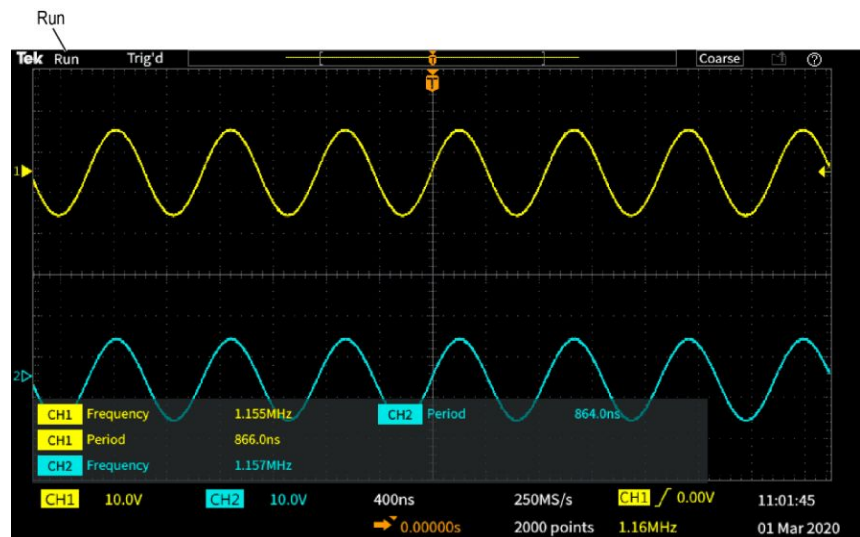 Run
Tek Run Trig'd T Coarse ?
T
1
2
CH1 Frequency 1.155MHz CH2 Period 864.0ns
CH1 Period 866.0ns
CH2 Frequency 1.157MHz
CH1 10.0V CH2 10.0V 400ns 250MS/s CH1 0.00V 11:01:45
0.00000s 2000 points 1.16MHz 01 Mar 2020